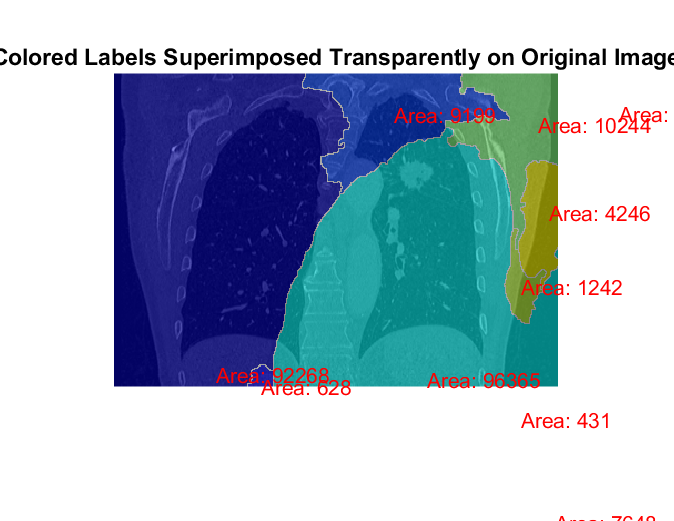 Colored Labels Superimposed Transparently on Original Image
Area: 9199
Area:
Area: 10244
Area: 4246
Area: 1242
Area: 92268
Area: 628
Area: 96365
Area: 431
Area: 7648